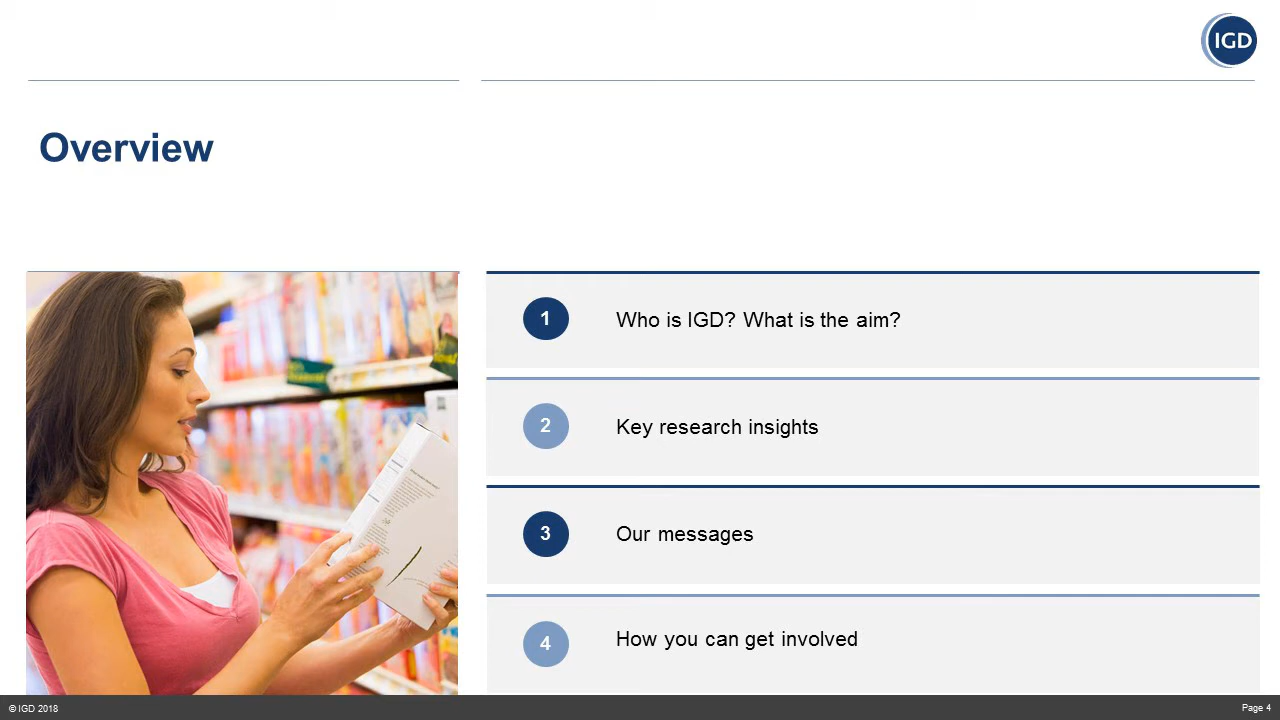 IGD
Overview
1 Who is IGD? What is the aim?
2 Key research insights
3 Our messages
4 How you can get involved
© IGD 2018
Page 4